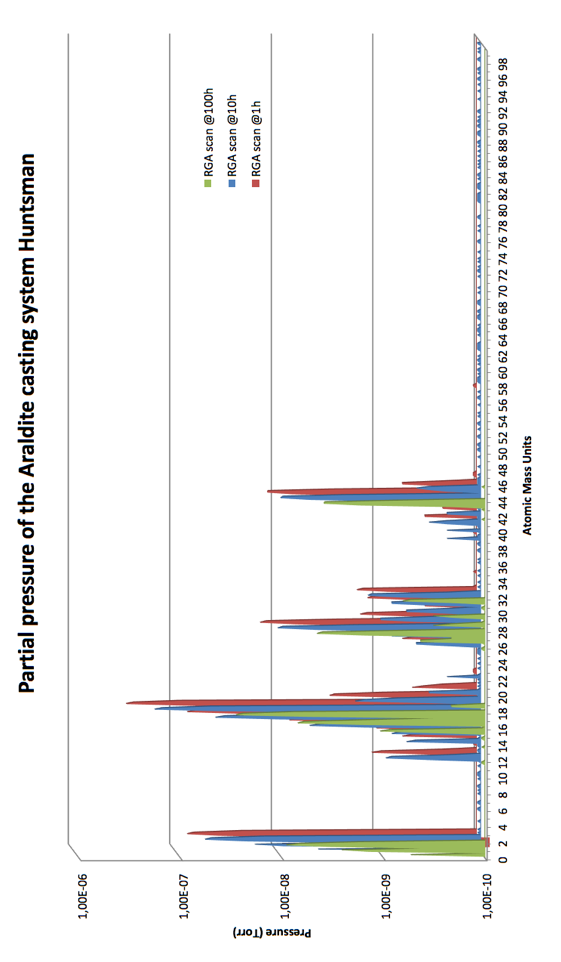 Partial pressure of the Araldite casting system Huntsman
1,00E-06
1,00E-07
1,00E-08
1,00E-09
1,00E-10
Pressure (Torr)
RGA scan @100h
RGA scan @10h
RGA scan @1h
0 2 4 6 8 10 12 14 16 18 20 22 24 26 28 30 32 34 36 38 40 42 44 46 48 50 52 54 56 58 60 62 64 66 68 70 72 74 76 78 80 82 84 86 88 90 92 94 96 98
Atomic Mass Units